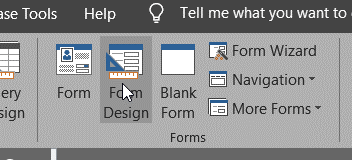 ase Tools Help Tell me what you want to
ery Form Form Blank Form Wizard
sign Design Form Navigation
More Forms
Forms